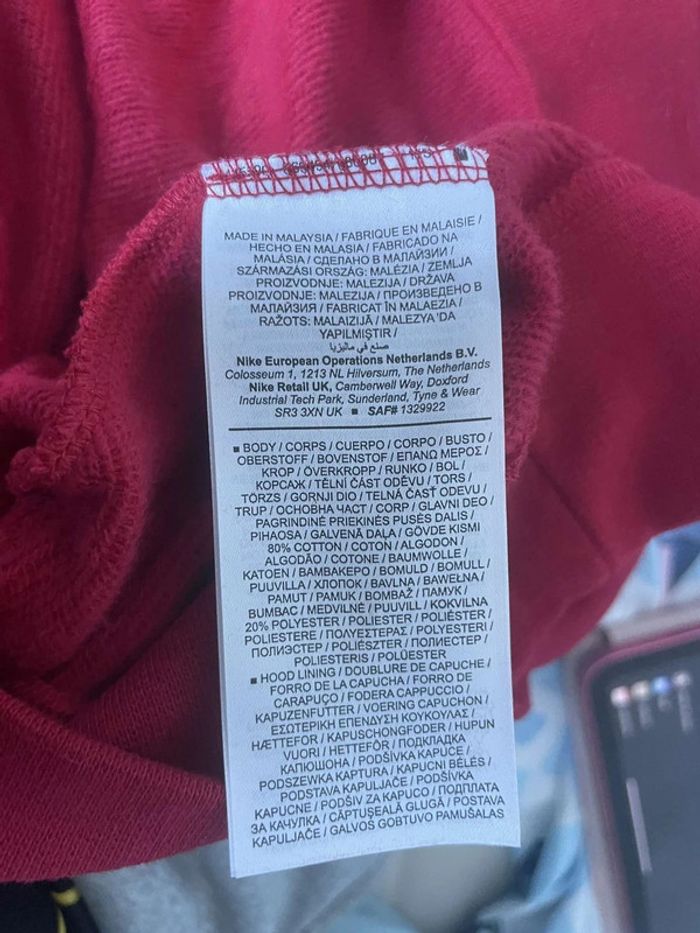 MADE IN MALAYSIA / FABRIQUE EN MALAISIE /
HECHO EN MALASIA / FABRICADO NA
MALÁSIA / СДЕЛАНО В МАЛАЙЗИИ /
SZÁRMAZÁSI ORSZÁG: MALÉZIA / ZEMLJA
PROIZVODNJE: MALEZIJA / DRŽAVA
PROIZVODNJE: MALEZIJA / ПРОИЗВЕДЕНО В
МАЛАЙЗИЯ / FABRICAT ÎN MALAEZIA /
RAŽOTS: MALAIZIJĀ / MALEZYA 'DA
YAPILMIŞTIR /
صنع في ماليزيا
Nike European Operations Netherlands B.V.
Colosseum 1, 1213 NL Hilversum, The Netherlands
Nike Retail UK, Camberwell Way, Doxford
Industrial Tech Park, Sunderland, Tyne & Wear
SR3 3XN UK ■ SAF# 1329922
■ BODY / CORPS / CUERPO / CORPO / BUSTO /
OBERSTOFF / BOVENSTOF / ΕΠΑΝΩ ΜΕΡΟΣ /
KROP / ÖVERKROPP / RUNKO / BOL /
КОРСАЖ / TĚLNÍ ČÁST ODĚVU / TORS /
TÖRZS / GORNJI DIO / TELNÁ ČASŤ ODEVU /
TRUP / ОСНОВНА ЧАСТ / CORP / GLAVNI DEO /
PAGRINDINĖ PRIEKINĖS PUSĖS DALIS /
PIHAOSA / GALVENĀ DAĻA / GÖVDE KISMI
80% COTTON / COTON / ALGODON /
ALGODÃO / COTONE / BAUMWOLLE /
KATOEN / ΒΑΜΒΑΚΕΡΟ / BOMULD / BOMULL /
PUUVILLA / ХЛОПОК / BAVLNA / BAWEŁNA /
PAMUT / PAMUK / BOMBAŽ / ПАМУК /
BUMBAC / MEDVILNĖ / PUUVILL / KOKVILNA
20% POLYESTER / POLIESTER / POLIÉSTER /
POLIESTERE / ΠΟΛΥΕΣΤΕΡΑΣ / POLYESTERI /
ПОЛИЭСТЕР / POLIÉSZTER / ПОЛИЕСТЕР /
POLIESTERIS / POLÜESTER
■ HOOD LINING / DOUBLURE DE CAPUCHE /
FORRO DE LA CAPUCHA / FORRO DE
CARAPUÇO / FODERA CAPPUCCIO /
KAPUZENFUTTER / VOERING CAPUCHON /
ΕΣΩΤΕΡΙΚΗ ΕΠΕΝΔΥΣΗ ΚΟΥΚΟΥΛΑΣ /
HÆTTEFOR / KAPUSCHONGFODER / HUPUN
VUORI / HETTEFÔR / ПОДКЛАДКА
КАПЮШОНА / PODŠÍVKA KAPUCE /
PODSZEWKA KAPTURA / KAPUCNI BÉLÉS /
PODSTAVA KAPULJAČE / PODŠÍVKA
KAPUCNE / PODŠIV ZA KAPUCO / ПОДПЛАТА
ЗА КАЧУЛКА / CĂPTUŞEALĂ GLUGĂ / POSTAVA
KAPULJAČE / GALVOS GOBTUVO PAMUŠALAS